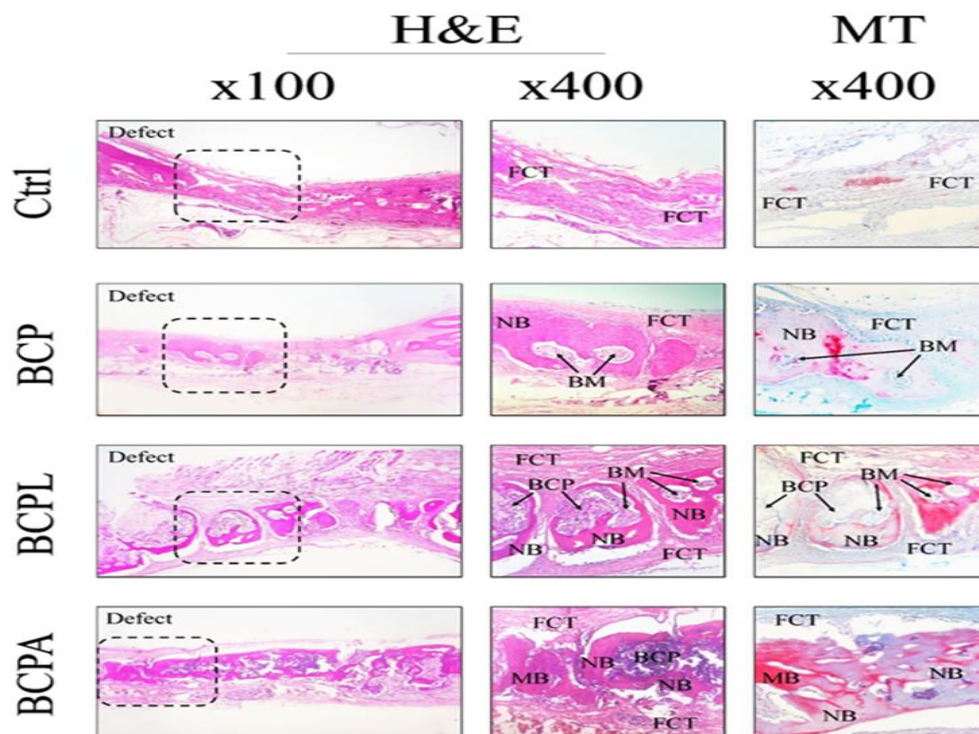 H&E MT
x100 x400 x400
Ctrl
Defect
FCT
FCT
FCT
FCT
BCP
Defect
NB FCT
BM
NB FCT
BM
BCPL
Defect
FCT BM
BCP
NB
NB NB
FCT
FCT BM
BCP
NB NB
FCT
BCPA
Defect
FCT
NB BCP
MB
NB
FCT
FCT
MB NB
NB